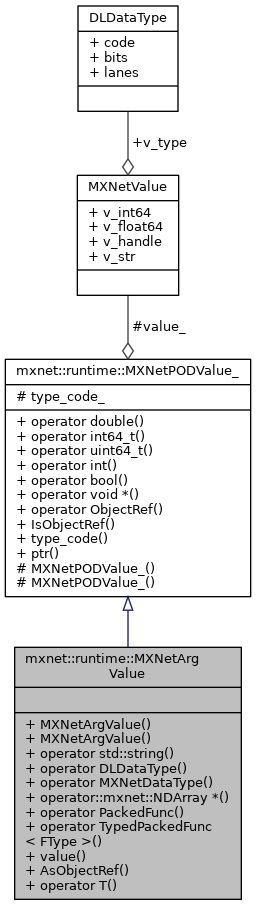 DLDataType
+ code
+ bits
+ lanes
+v_type
MXNetValue
+ v_int64
+ v_float64
+ v_handle
+ v_str
#value_
mxnet::runtime::MXNetPODValue_
# type_code_
+ operator double()
+ operator int64_t()
+ operator uint64_t()
+ operator int()
+ operator bool()
+ operator void *()
+ operator ObjectRef()
+ IsObjectRef()
+ type_code()
+ ptr()
# MXNetPODValue_()
# MXNetPODValue_()
mxnet::runtime::MXNetArg
Value
+ MXNetArgValue()
+ MXNetArgValue()
+ operator std::string()
+ operator DLDataType()
+ operator MXNetDataType()
+ operator::mxnet::NDArray *()
+ operator PackedFunc()
+ operator TypedPackedFunc
< FType >()
+ value()
+ AsObjectRef()
+ operator T()